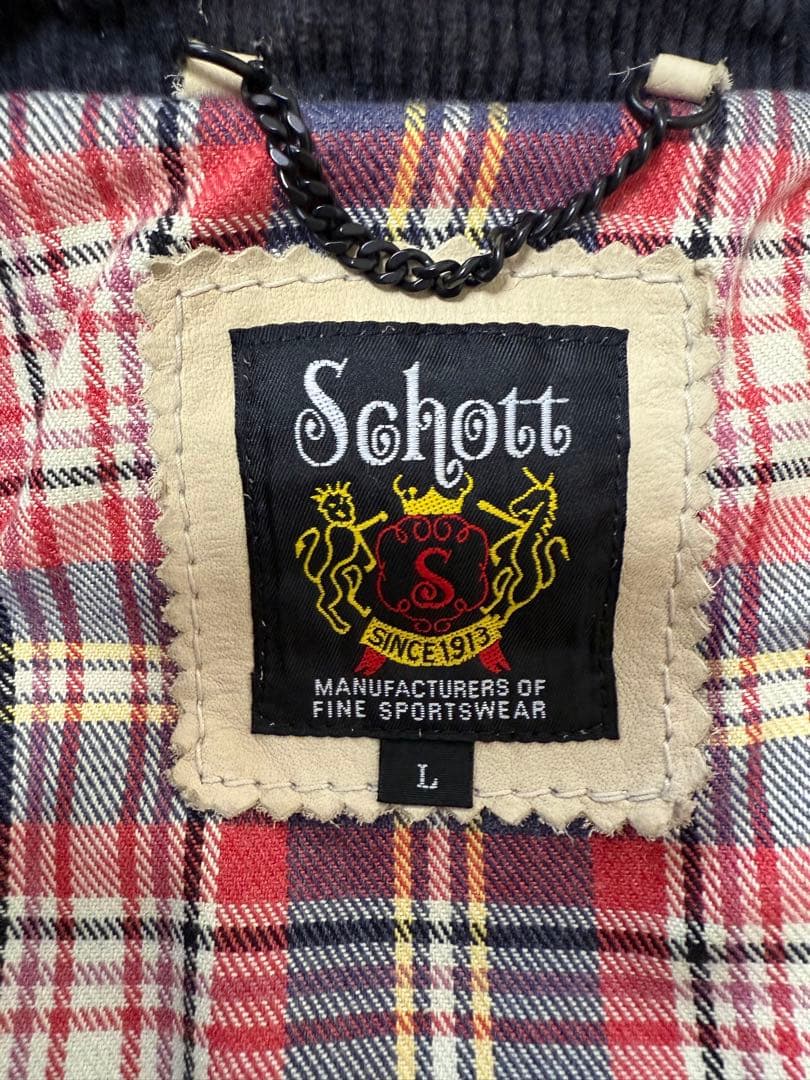 Schott
S
SINCE 1913
MANUFACTURERS OF
FINE SPORTSWEAR
L